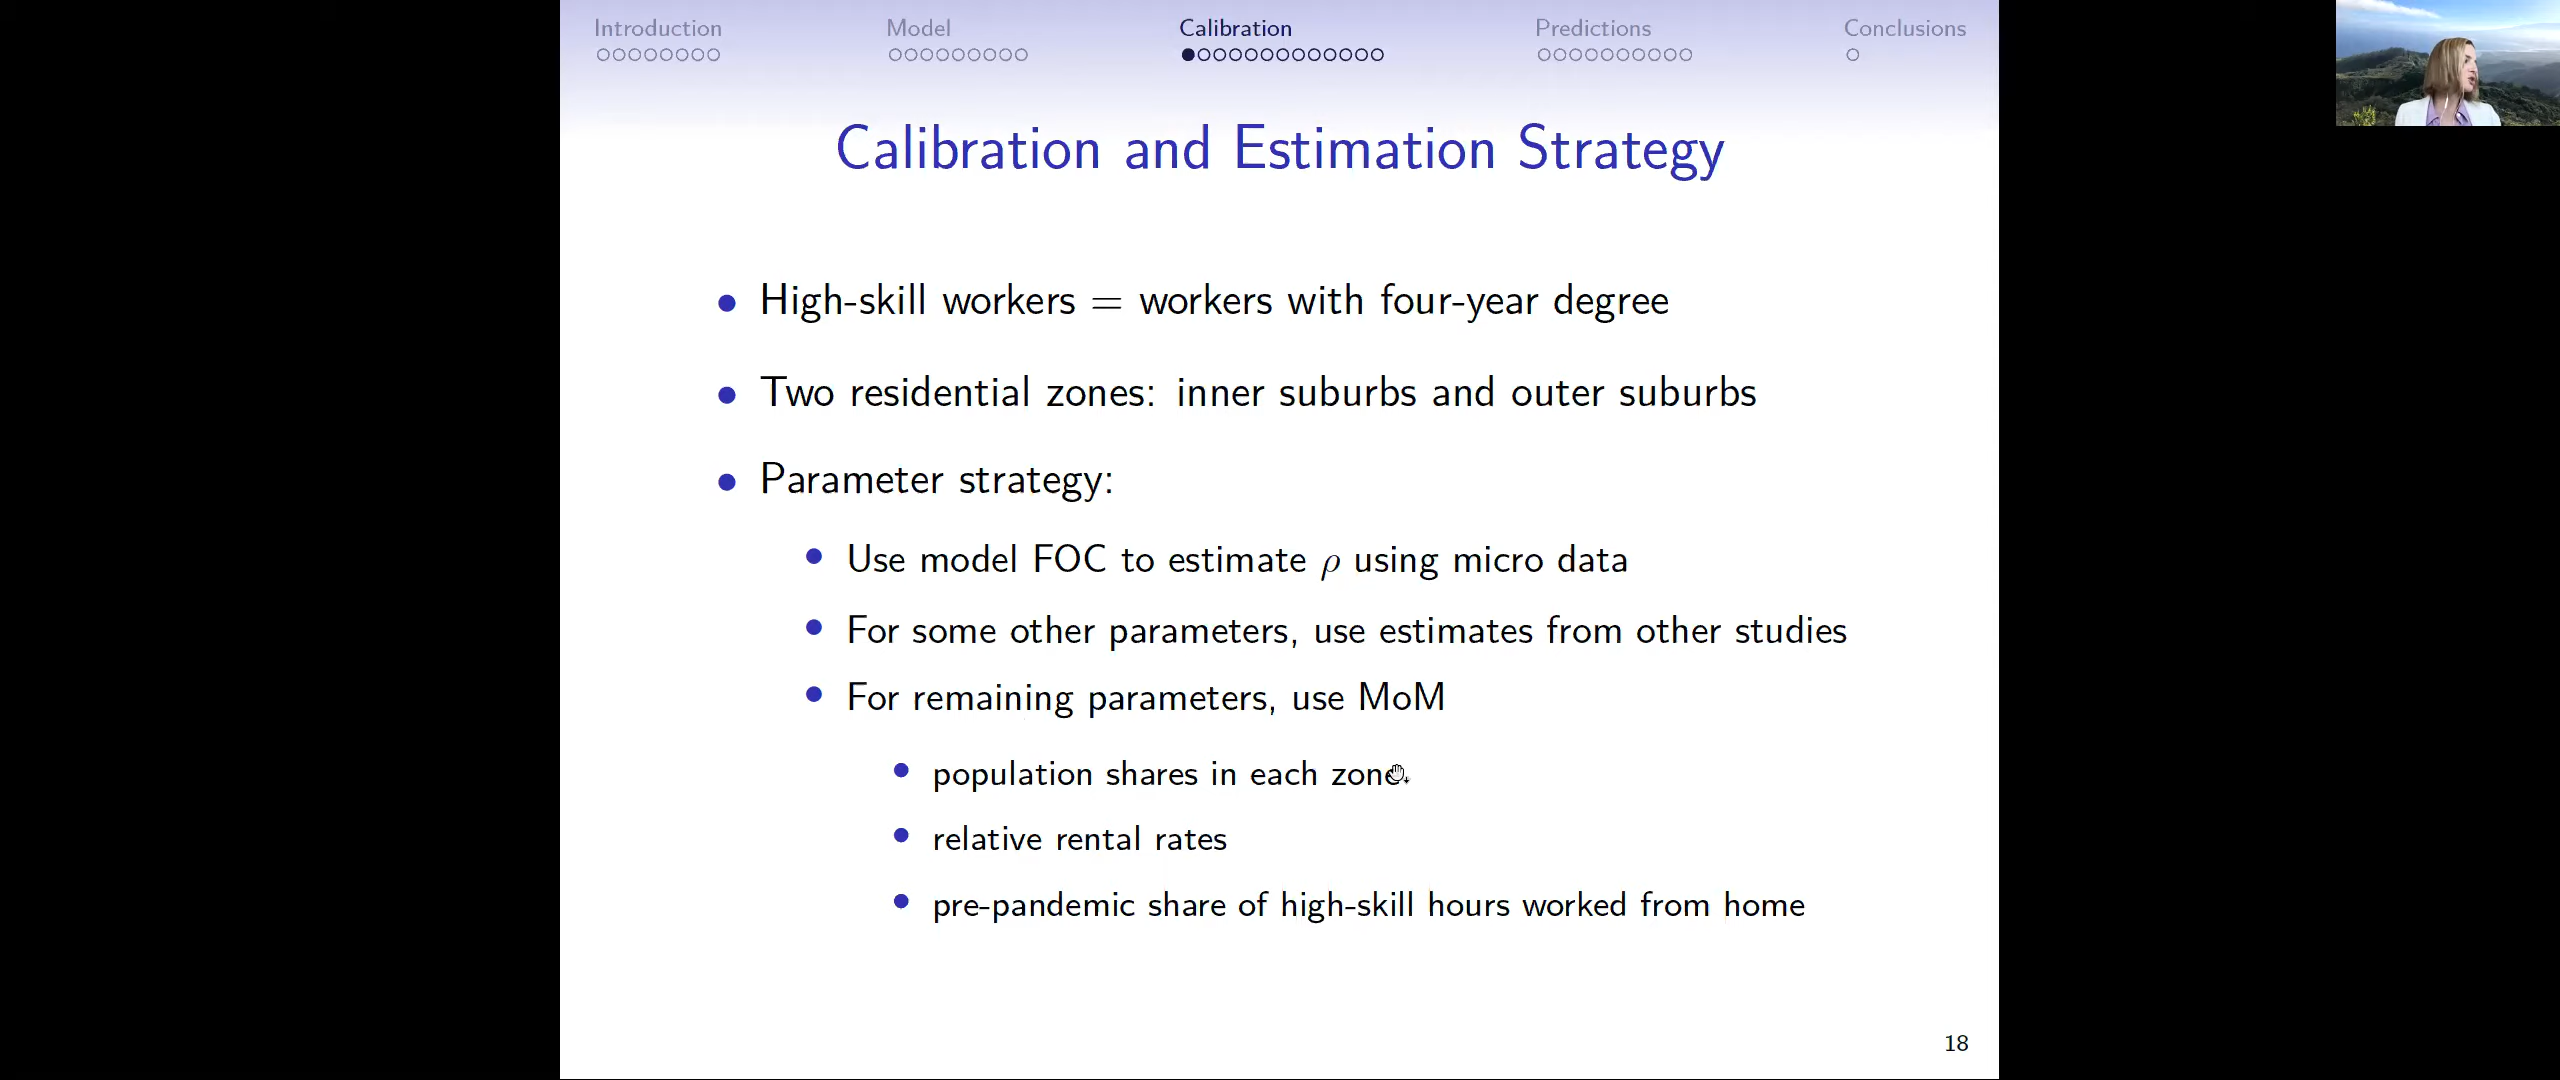 Introduction Model Calibration Predictions Conclusions
Calibration and Estimation Strategy
• High-skill workers = workers with four-year degree
• Two residential zones: inner suburbs and outer suburbs
• Parameter strategy:
• Use model FOC to estimate ρ using micro data
• For some other parameters, use estimates from other studies
• For remaining parameters, use MoM
• population shares in each zone
• relative rental rates
• pre-pandemic share of high-skill hours worked from home
18